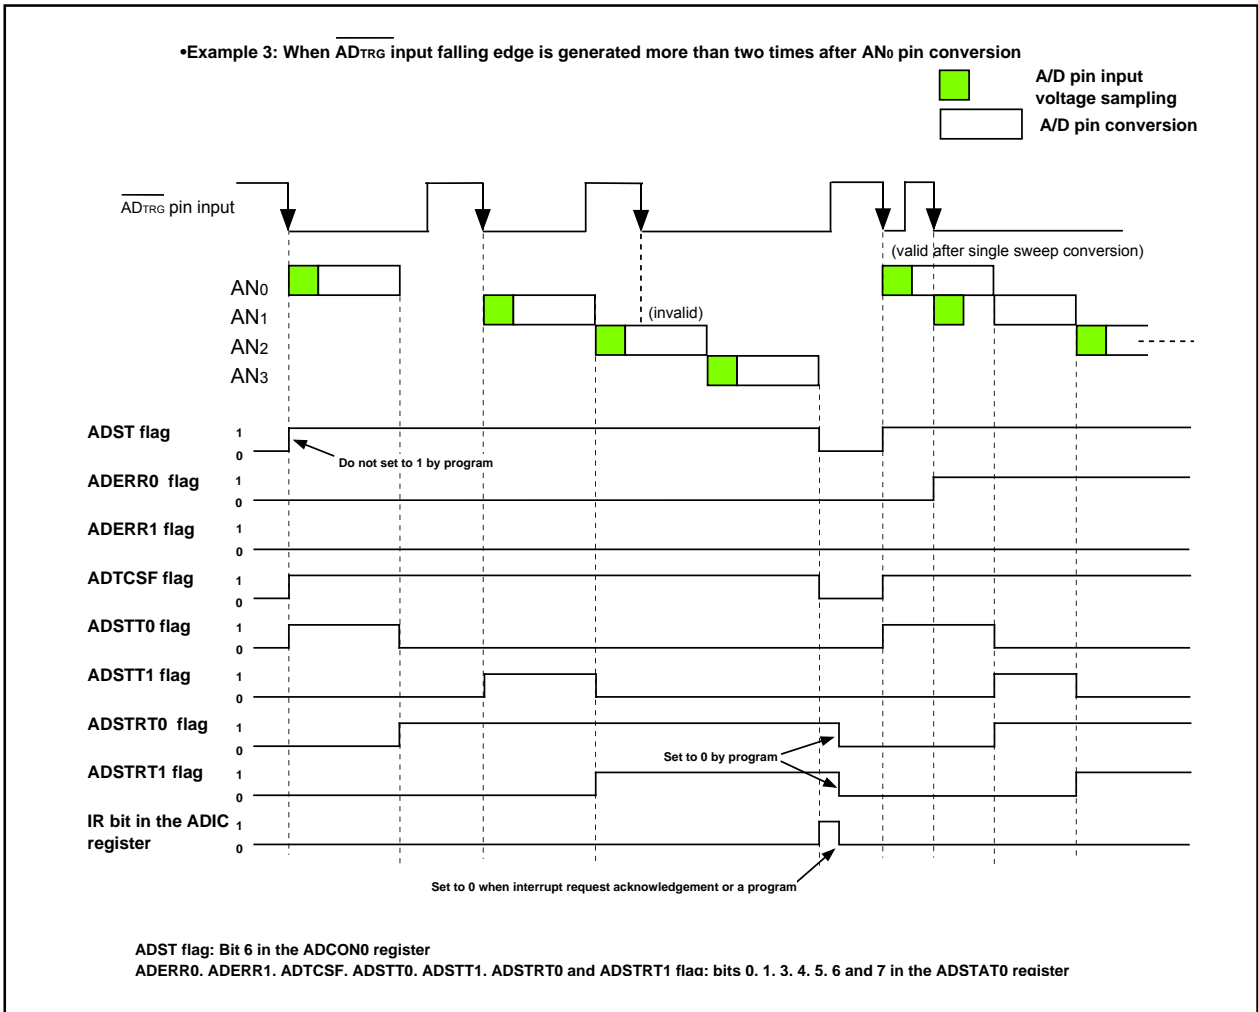 •Example 3: When ADTRG input falling edge is generated more than two times after AN0 pin conversion
A/D pin input
voltage sampling
A/D pin conversion
ADTRG pin input
(valid after single sweep conversion)
AN0
AN1
(invalid)
AN2
AN3
ADST flag
1
0
Do not set to 1 by program
ADERR0 flag
1
0
ADERR1 flag
1
0
ADTCSF flag
1
0
ADSTT0 flag
1
0
ADSTT1 flag
1
0
ADSTRT0 flag
1
0
Set to 0 by program
ADSTRT1 flag
1
0
IR bit in the ADIC
register
1
0
Set to 0 when interrupt request acknowledgement or a program
ADST flag: Bit 6 in the ADCON0 register
ADERR0, ADERR1, ADTCSF, ADSTT0, ADSTT1, ADSTRT0 and ADSTRT1 flag: bits 0, 1, 3, 4, 5, 6 and 7 in the ADSTAT0 register